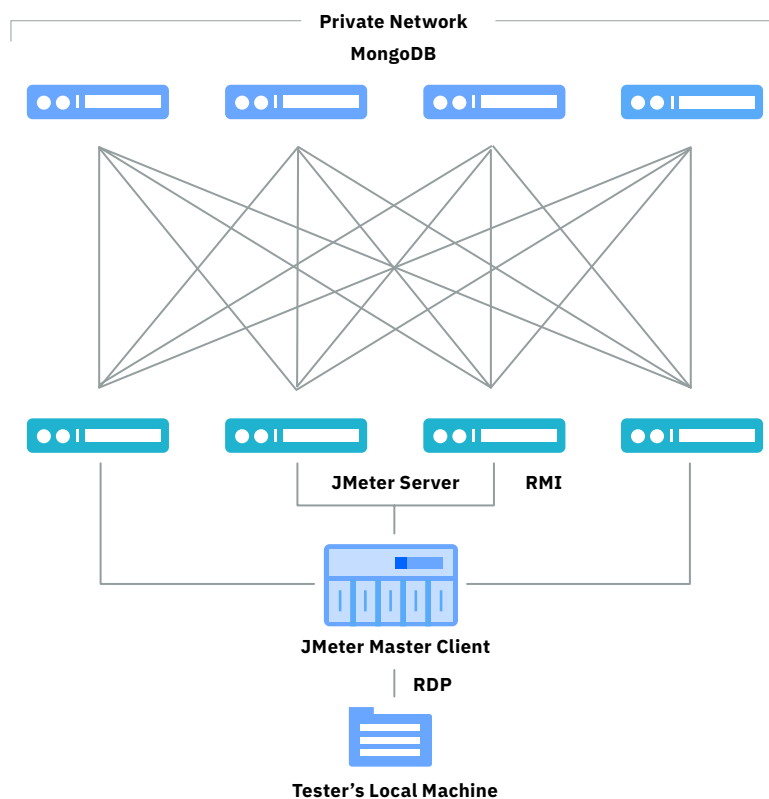 Private Network
MongoDB
JMeter Server
RMI
JMeter Master Client
RDP
Tester’s Local Machine